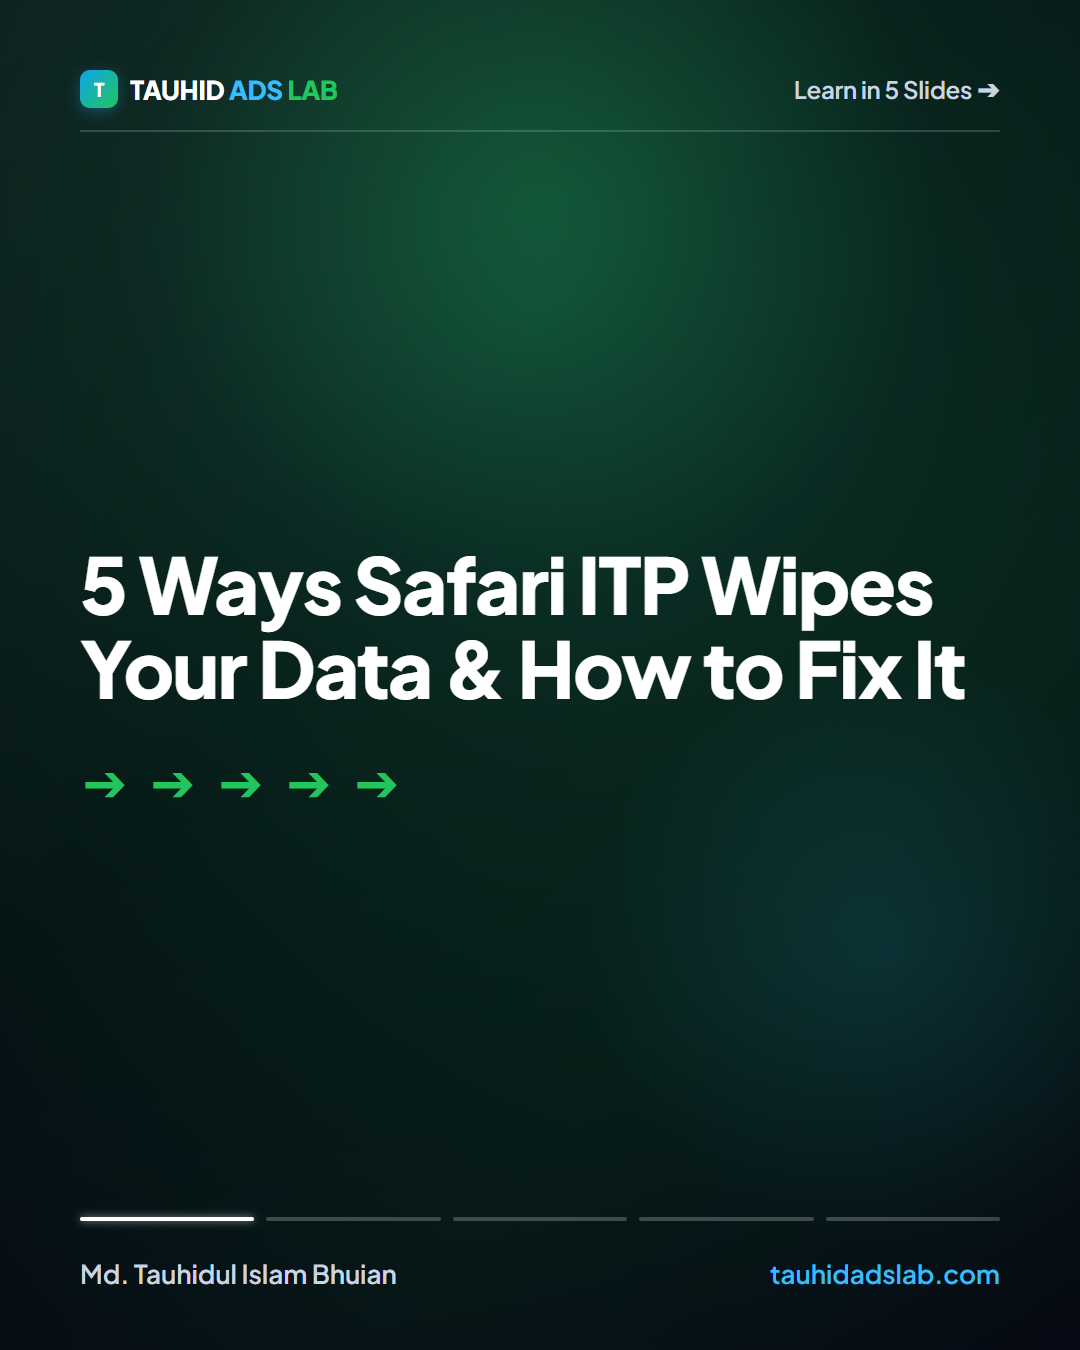 T TAUHID ADS LAB
Learn in 5 Slides ➔
5 Ways Safari ITP Wipes
Your Data & How to Fix It
➔ ➔ ➔ ➔ ➔
Md. Tauhidul Islam Bhuian
tauhidadslab.com